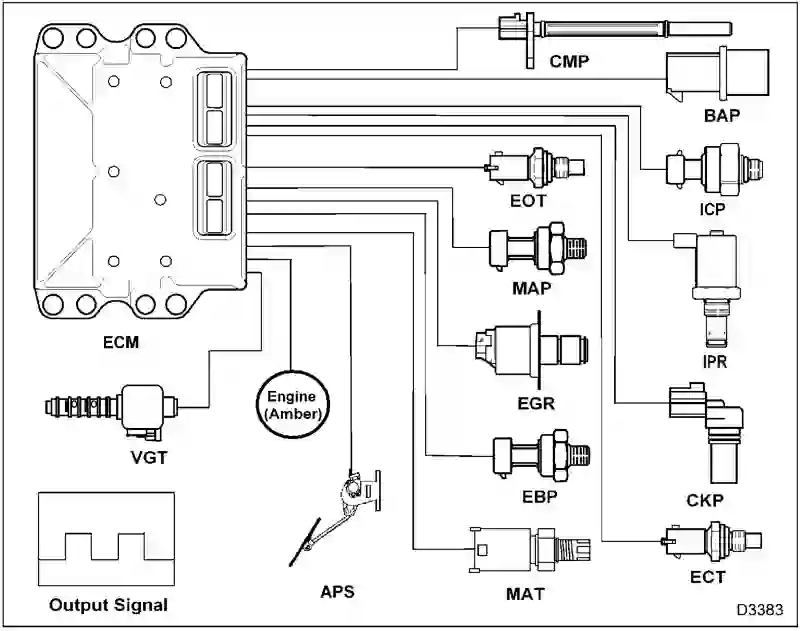 CMP
BAP
EOT
ICP
MAP
ECM
IPR
Engine
(Amber)
EGR
VGT
EBP
CKP
APS
MAT
ECT
Output Signal
D3383